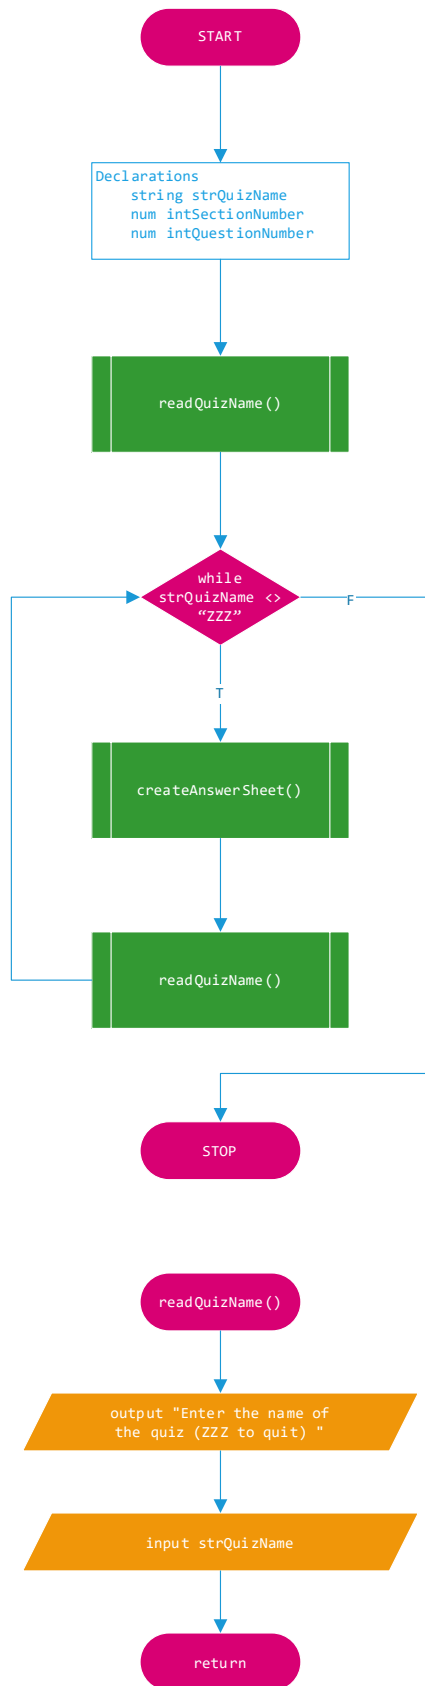 START
Declarations
string strQuizName
num intSectionNumber
num intQuestionNumber
readQuizName()
while
strQuizName <>
“ZZZ”
F
T
createAnswerSheet()
readQuizName()
STOP
readQuizName()
output "Enter the name of
the quiz (ZZZ to quit) "
input strQuizName
return